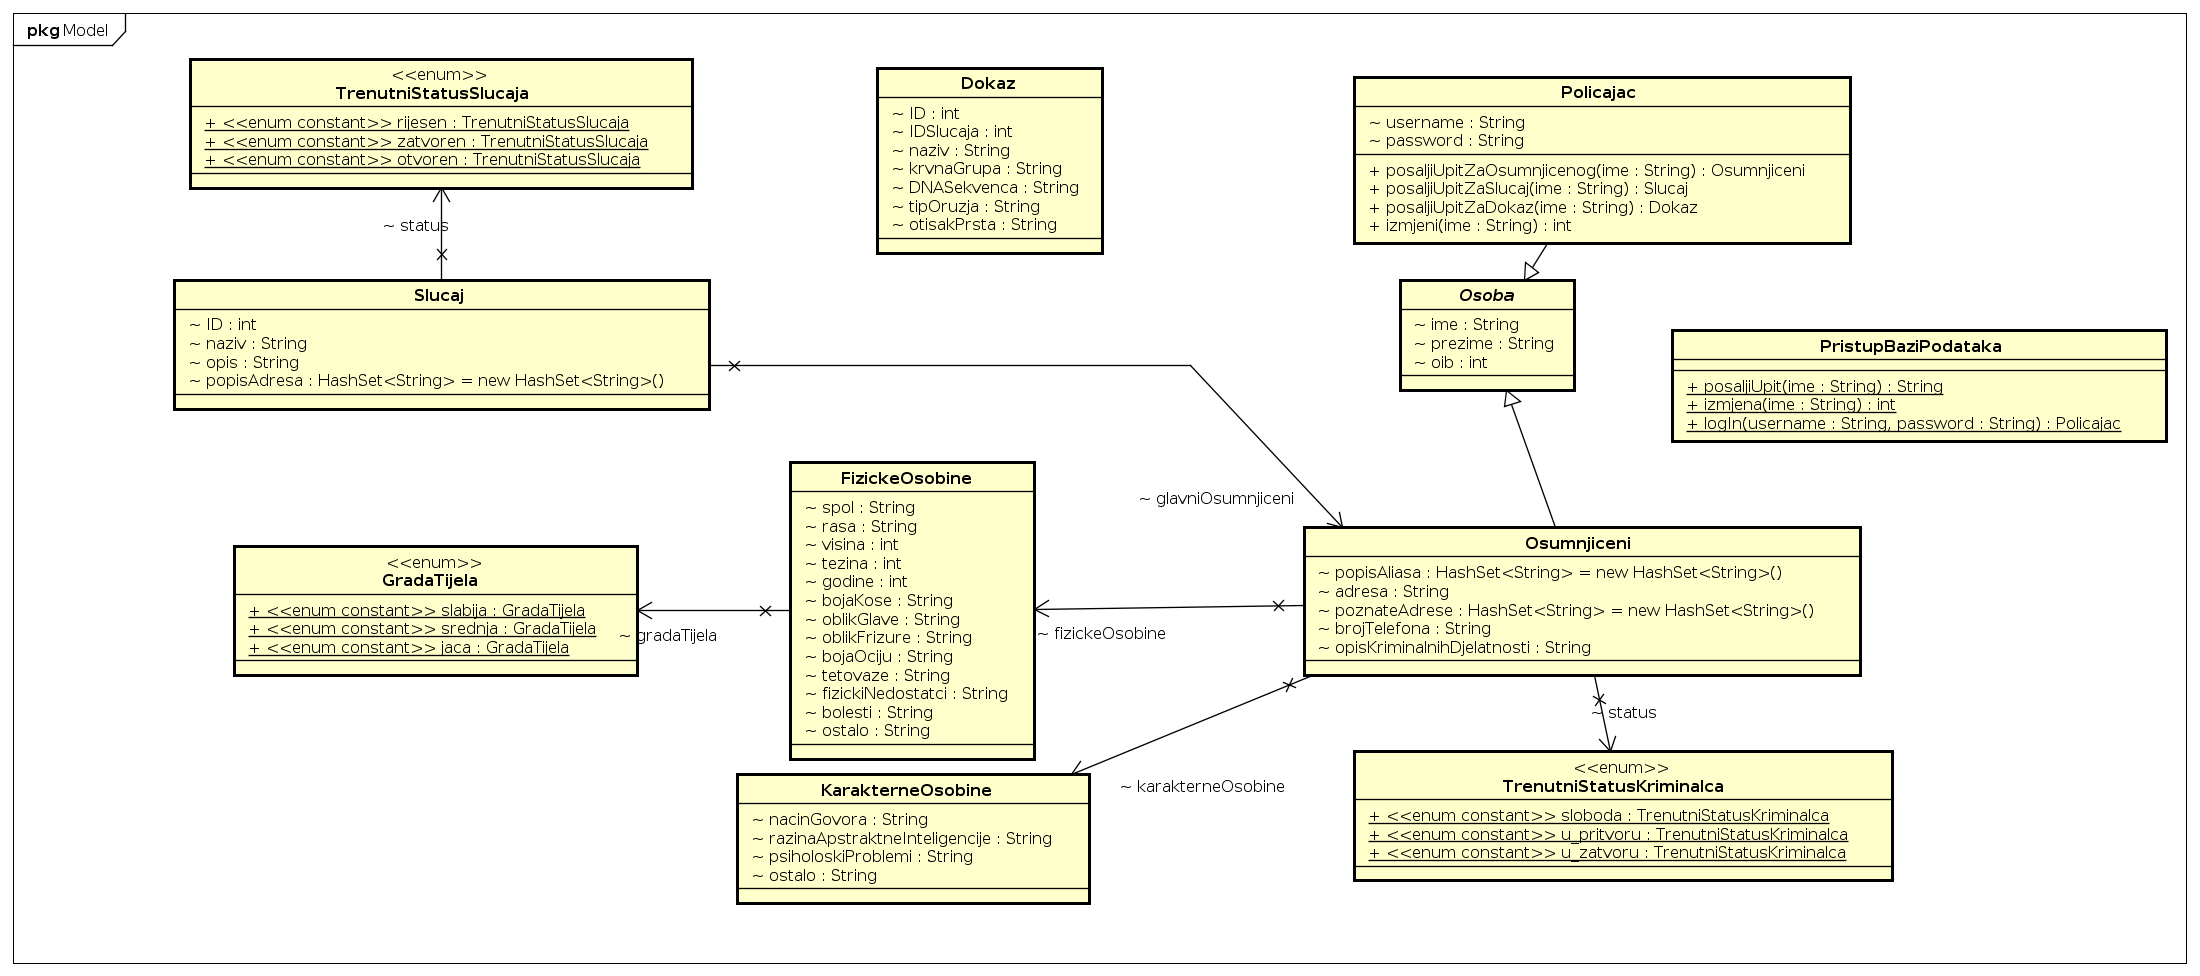 pkg Model
<<enum>>
TrenutniStatusSlucaja
+ <<enum constant>> rijesen : TrenutniStatusSlucaja
+ <<enum constant>> zatvoren : TrenutniStatusSlucaja
+ <<enum constant>> otvoren : TrenutniStatusSlucaja
~ status
Dokaz
~ ID : int
~ IDSlucaja : int
~ naziv : String
~ krvnaGrupa : String
~ DNASekvenca : String
~ tipOruzja : String
~ otisakPrsta : String
Policajac
~ username : String
~ password : String
+ posaljiUpitZaOsumnjicenog(ime : String) : Osumnjiceni
+ posaljiUpitZaSlucaj(ime : String) : Slucaj
+ posaljiUpitZaDokaz(ime : String) : Dokaz
+ izmjeni(ime : String) : int
Slucaj
~ ID : int
~ naziv : String
~ opis : String
~ popisAdresa : HashSet<String> = new HashSet<String>()
Osoba
~ ime : String
~ prezime : String
~ oib : int
PristupBaziPodataka
+ posaljiUpit(ime : String) : String
+ izmjena(ime : String) : int
+ logIn(username : String, password : String) : Policajac
~ glavniOsumnjiceni
FizickeOsobine
~ spol : String
~ rasa : String
~ visina : int
~ tezina : int
~ godine : int
~ bojaKose : String
~ oblikGlave : String
~ oblikFrizure : String
~ bojaOciju : String
~ tetovaze : String
~ fizickiNedostatci : String
~ bolesti : String
~ ostalo : String
<<enum>>
GradaTijela
+ <<enum constant>> slabija : GradaTijela
+ <<enum constant>> srednja : GradaTijela
+ <<enum constant>> jaca : GradaTijela
~ gradaTijela
~ fizickeOsobine
Osumnjiceni
~ popisAliasa : HashSet<String> = new HashSet<String>()
~ adresa : String
~ poznateAdrese : HashSet<String> = new HashSet<String>()
~ brojTelefona : String
~ opisKriminalnihDjelatnosti : String
~ status
~ karakterneOsobine
KarakterneOsobine
~ nacinGovora : String
~ razinaApstraktneInteligencije : String
~ psiholoskiProblemi : String
~ ostalo : String
<<enum>>
TrenutniStatusKriminalca
+ <<enum constant>> sloboda : TrenutniStatusKriminalca
+ <<enum constant>> u_pritvoru : TrenutniStatusKriminalca
+ <<enum constant>> u_zatvoru : TrenutniStatusKriminalca